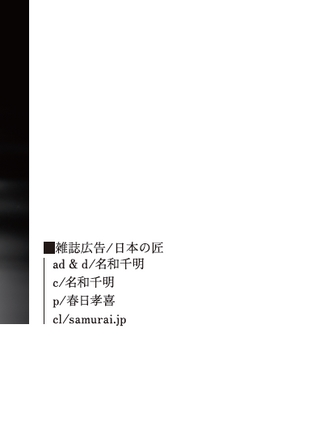 ■雑誌広告/日本の匠
ad & d/名和千明
c/名和千明
p/春日孝喜
cl/samurai.jp